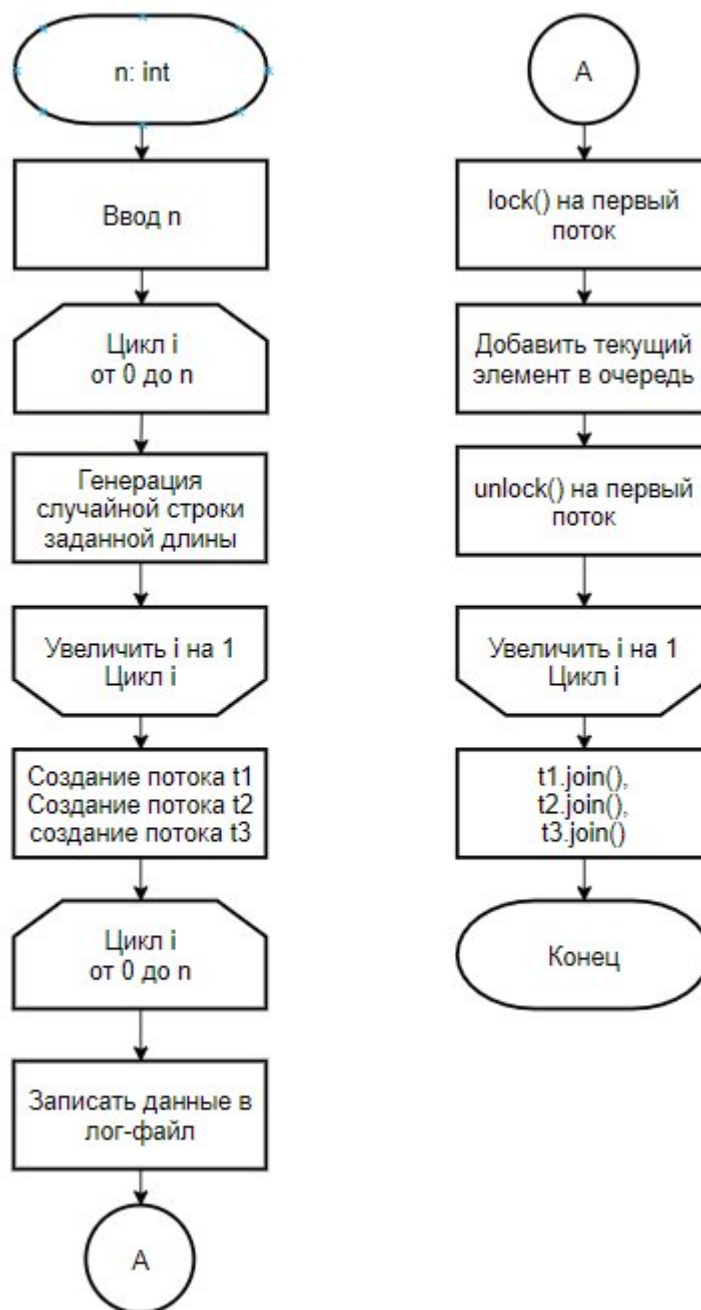 n: int
Ввод n
Цикл i
от 0 до n
Генерация
случайной строки
заданной длины
Увеличить i на 1
Цикл i
Создание потока t1
Создание потока t2
создание потока t3
Цикл i
от 0 до n
Записать данные в
лог-файл
А
А
lock() на первый
поток
Добавить текущий
элемент в очередь
unlock() на первый
поток
Увеличить i на 1
Цикл i
t1.join(),
t2.join(),
t3.join()
Конец